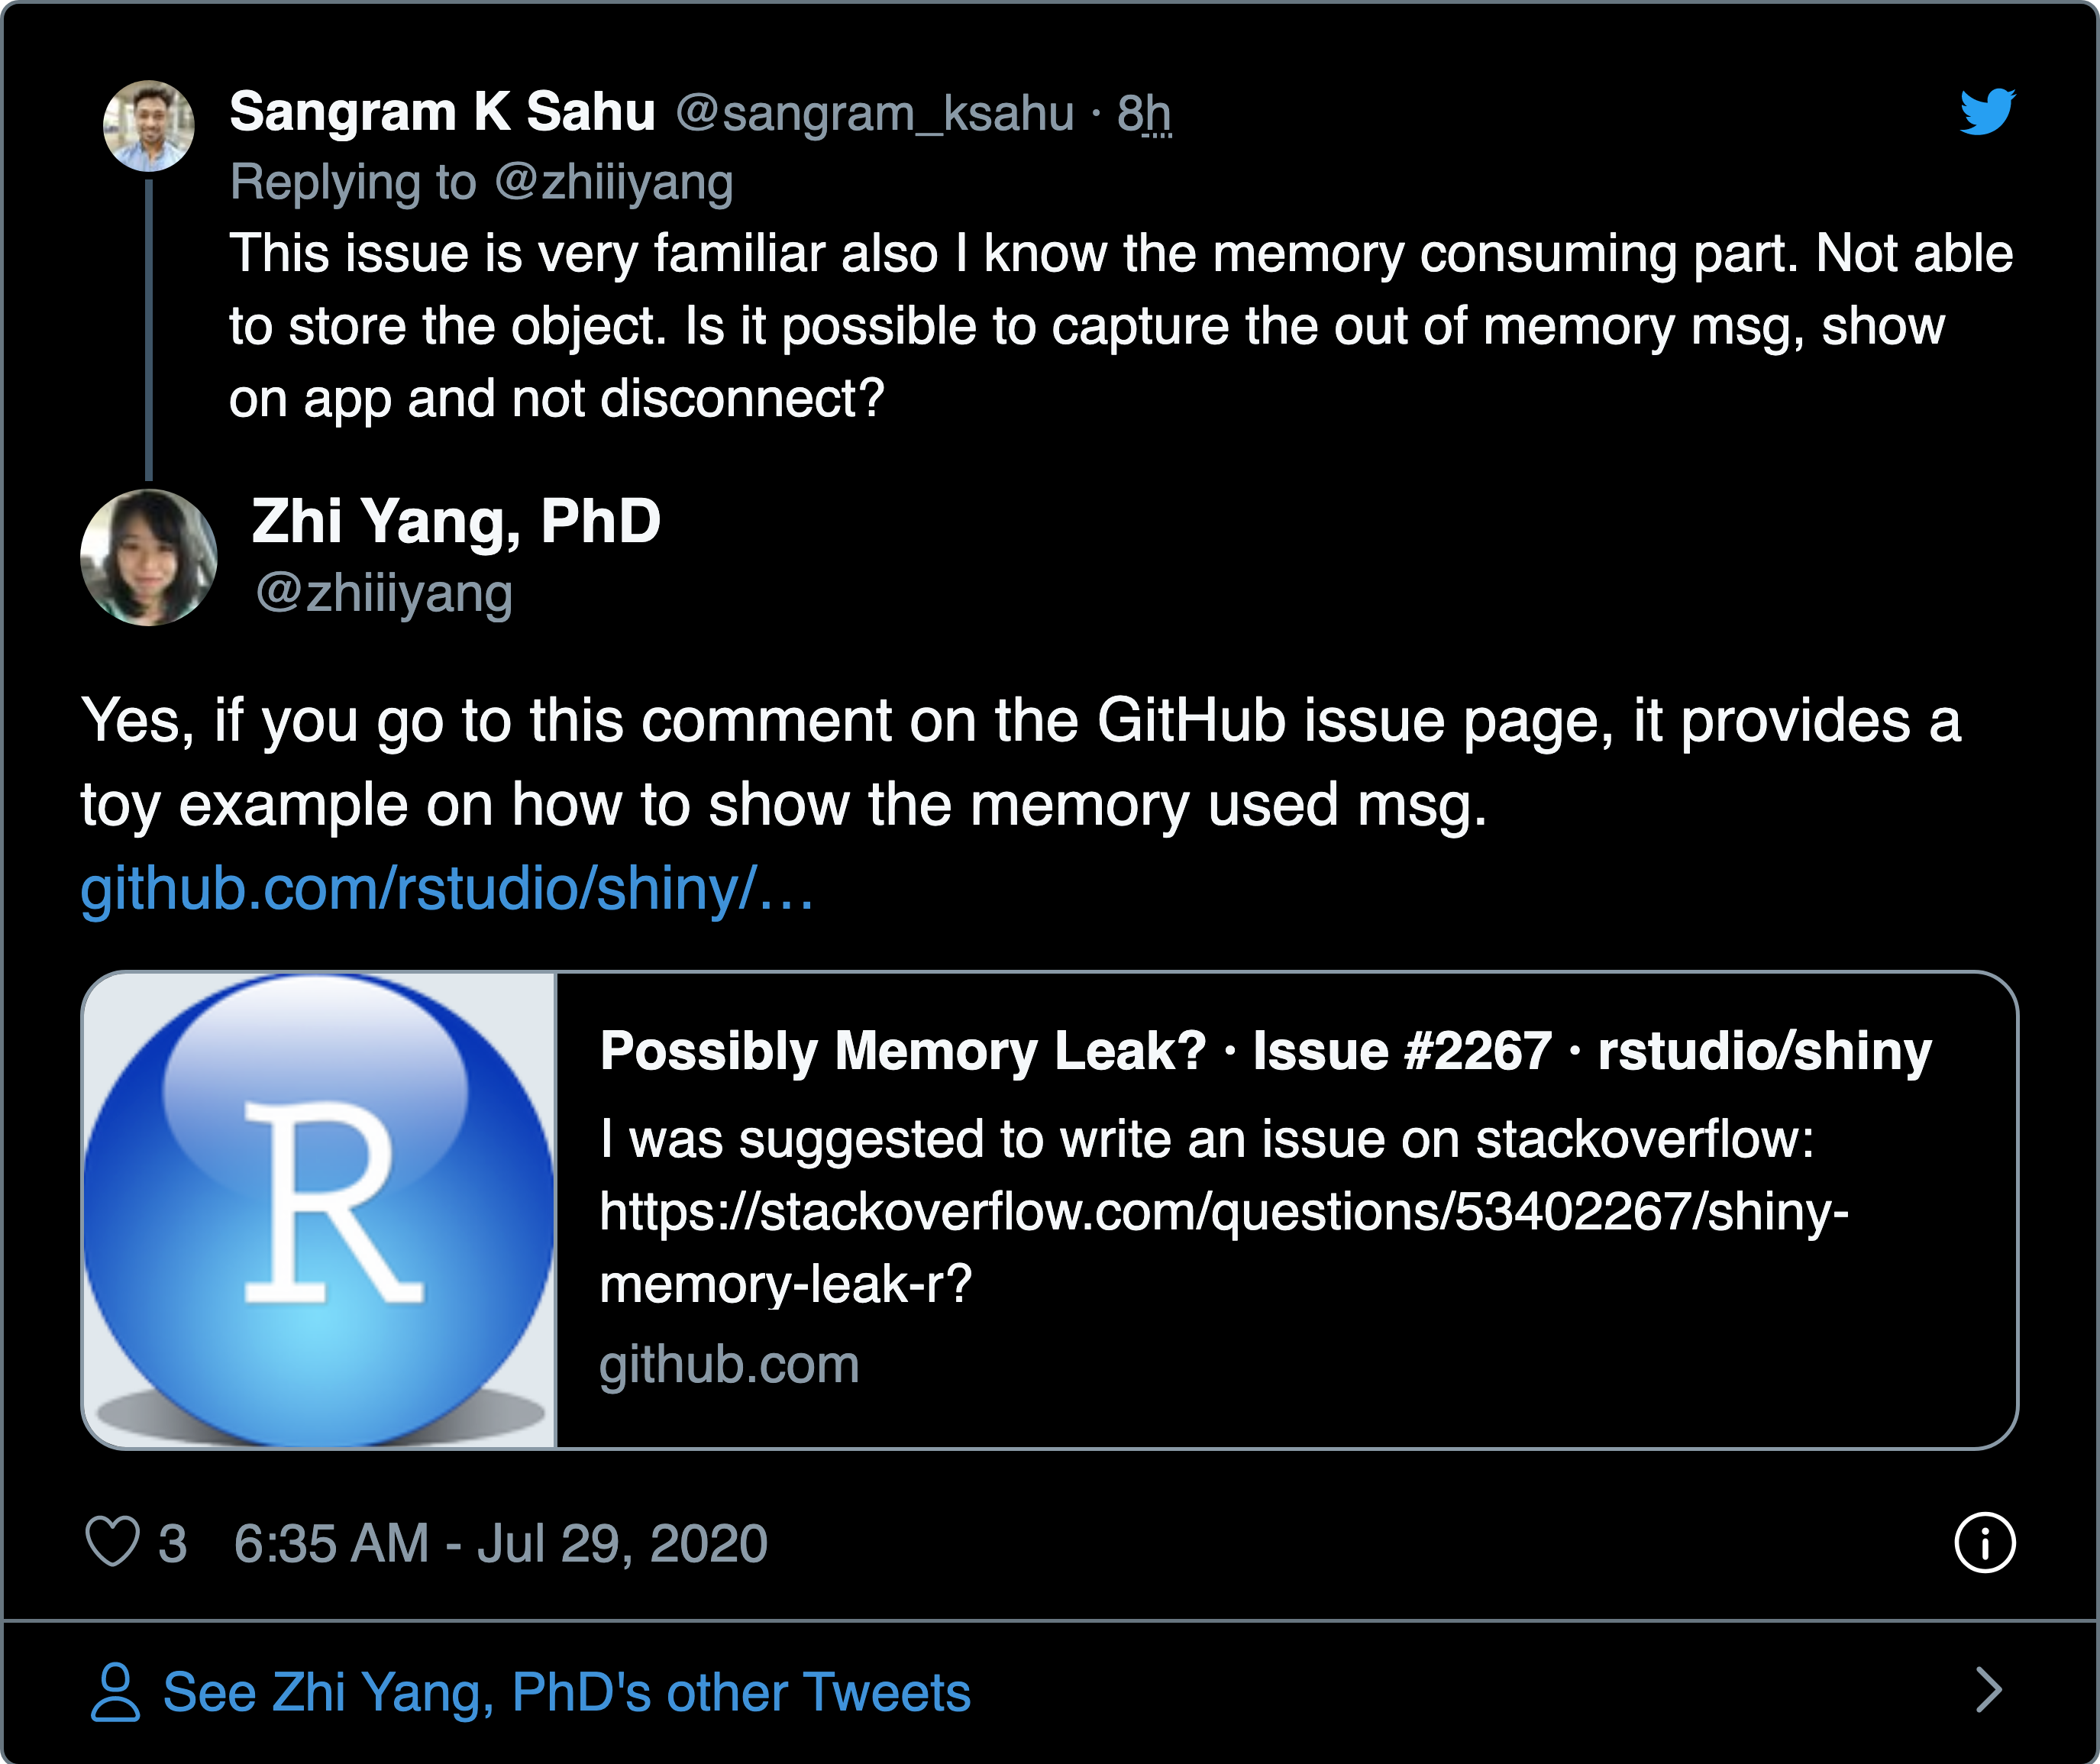 Sangram K Sahu @sangram_ksahu · 8h
Replying to @zhiiiyang
This issue is very familiar also I know the memory consuming part. Not able
to store the object. Is it possible to capture the out of memory msg, show
on app and not disconnect?
Zhi Yang, PhD
@zhiiiyang
Yes, if you go to this comment on the GitHub issue page, it provides a
toy example on how to show the memory used msg.
github.com/rstudio/shiny/…
R
Possibly Memory Leak? · Issue #2267 · rstudio/shiny
I was suggested to write an issue on stackoverflow:
https://stackoverflow.com/questions/53402267/shiny-
memory-leak-r?
github.com
3 6:35 AM - Jul 29, 2020
See Zhi Yang, PhD's other Tweets